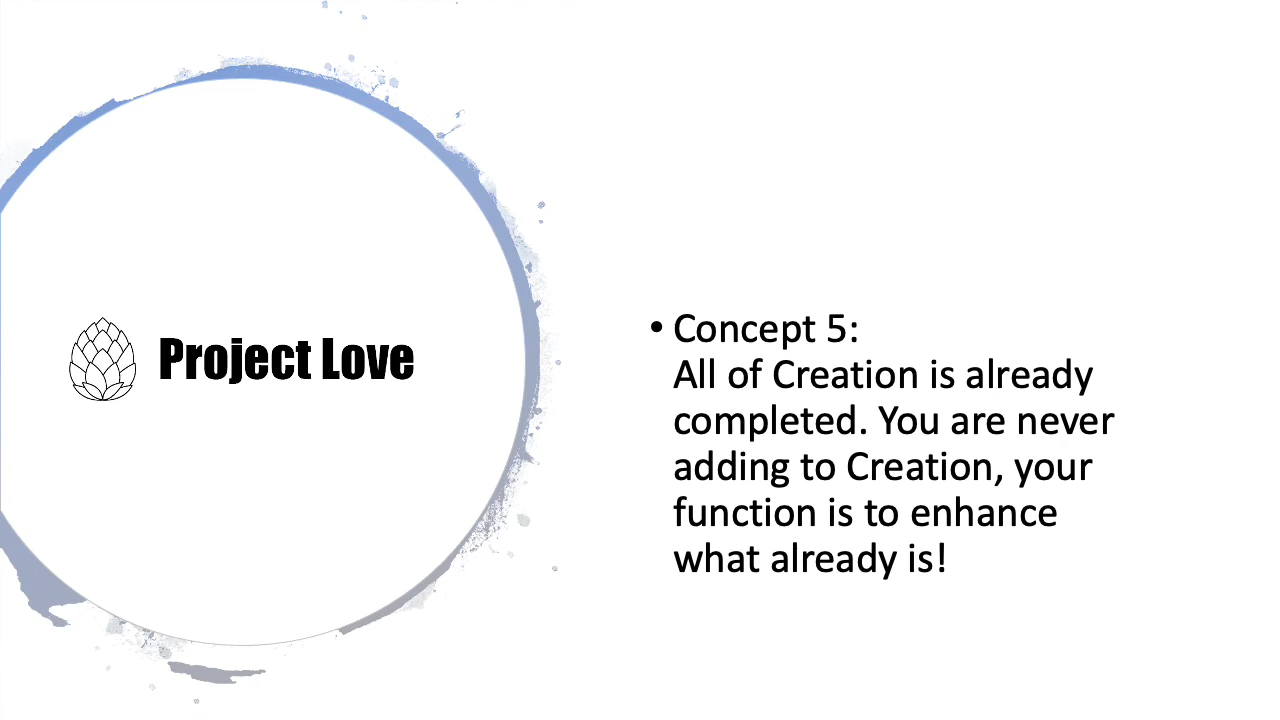 Project Love
• Concept 5:
All of Creation is already
completed. You are never
adding to Creation, your
function is to enhance
what already is!